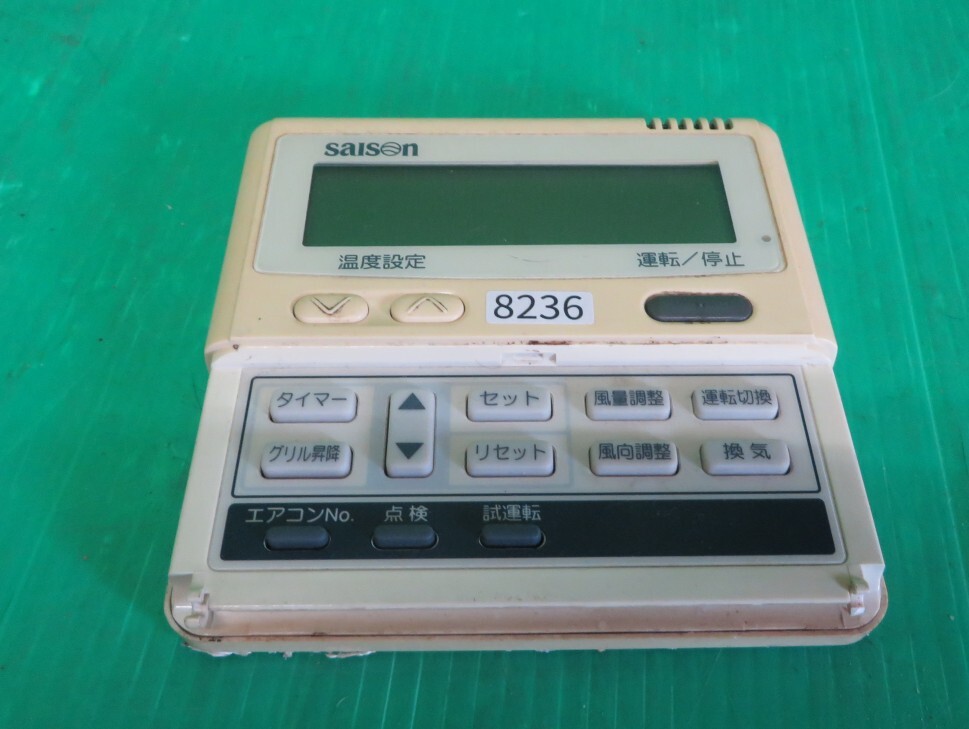 saison
温度設定 運転／停止
8236
タイマー ▲ セット 風量調整 運転切換
グリル昇降 ▼ リセット 風向調整 換気
エアコンNo. 点検 試運転